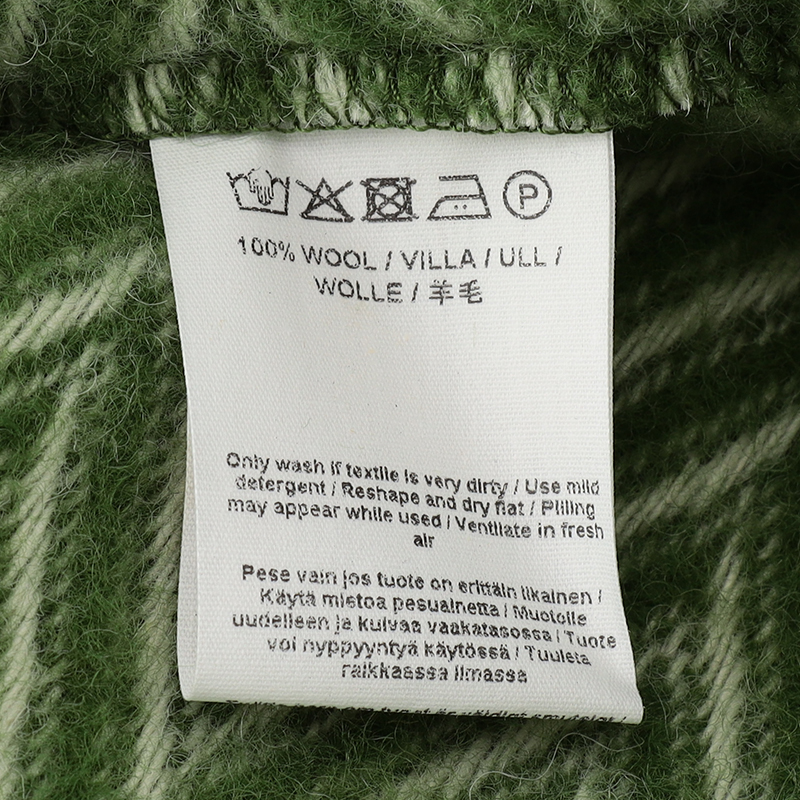 P
100% WOOL / VILLA / ULL /
WOLLE / 羊毛
Only wash if textile is very dirty / Use mild
detergent / Reshape and dry flat / Pilling
may appear while used / Ventilate in fresh
air
Pese vain jos tuote on erittäin likainen /
Käytä mietoa pesuainetta / Muotoile
uudelleen ja kuivaa vaakatasossa / Tuote
voi nyppyyntyä käytössä / Tuuleta
raikkaassa ilmassa